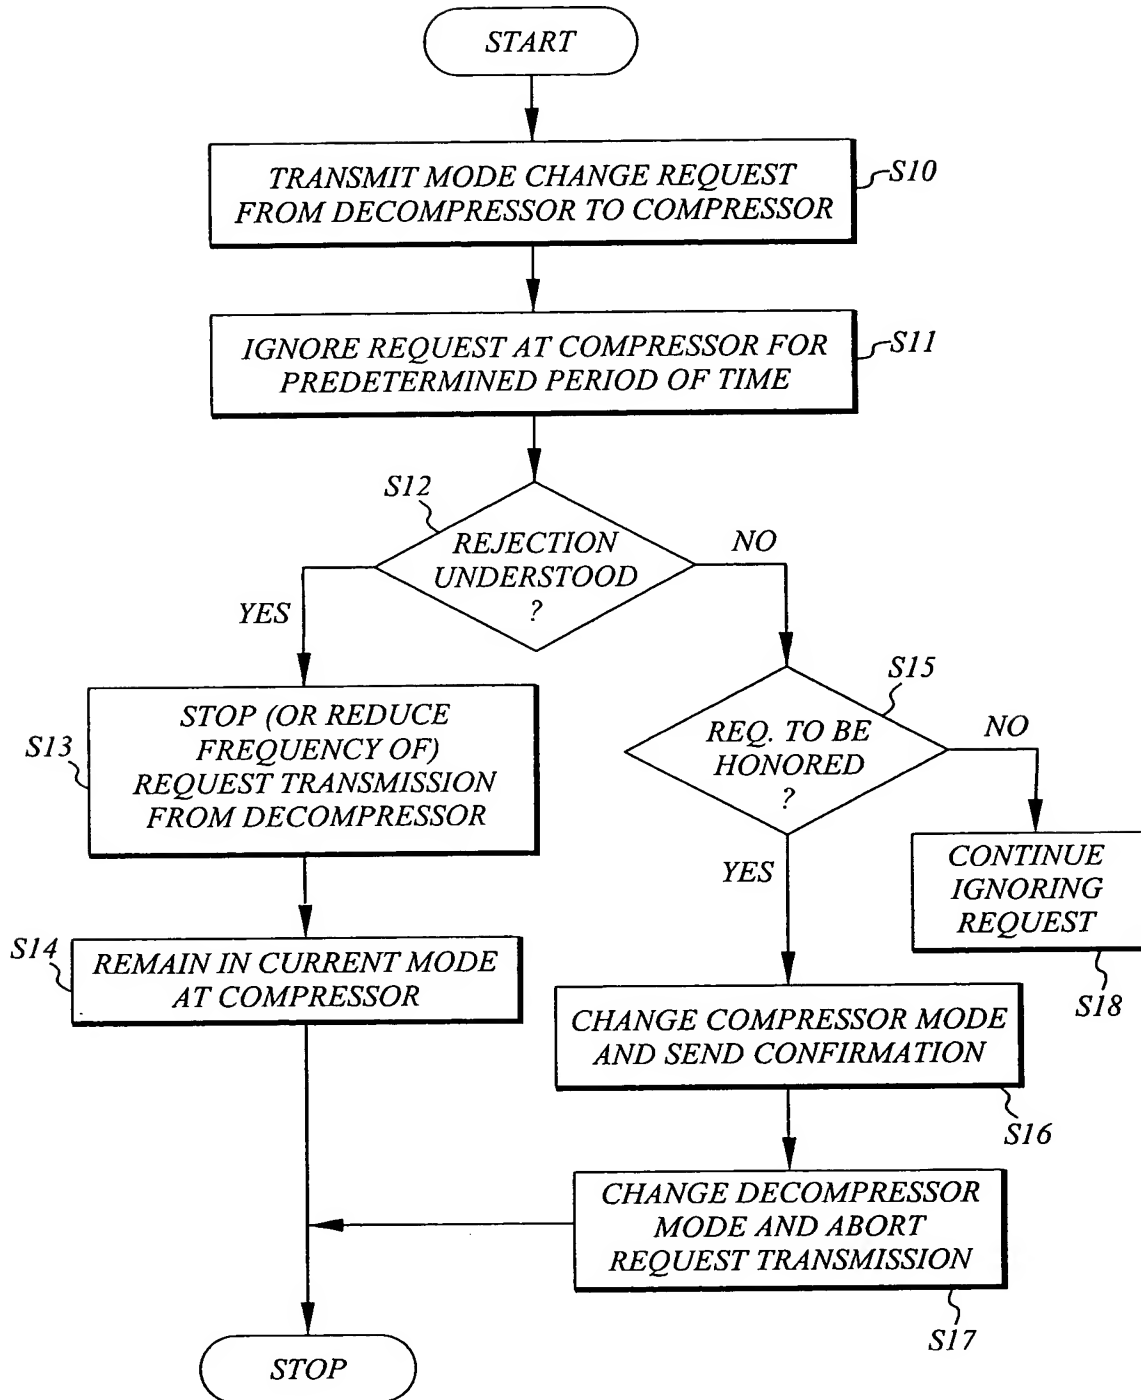 START
TRANSMIT MODE CHANGE REQUEST
FROM DECOMPRESSOR TO COMPRESSOR
S10
IGNORE REQUEST AT COMPRESSOR FOR
PREDETERMINED PERIOD OF TIME
S11
S12
REJECTION
UNDERSTOOD
?
NO
YES
S13
STOP (OR REDUCE
FREQUENCY OF)
REQUEST TRANSMISSION
FROM DECOMPRESSOR
S14
REMAIN IN CURRENT MODE
AT COMPRESSOR
S15
REQ. TO BE
HONORED
?
NO
YES
CONTINUE
IGNORING
REQUEST
S18
CHANGE COMPRESSOR MODE
AND SEND CONFIRMATION
S16
CHANGE DECOMPRESSOR
MODE AND ABORT
REQUEST TRANSMISSION
S17
STOP